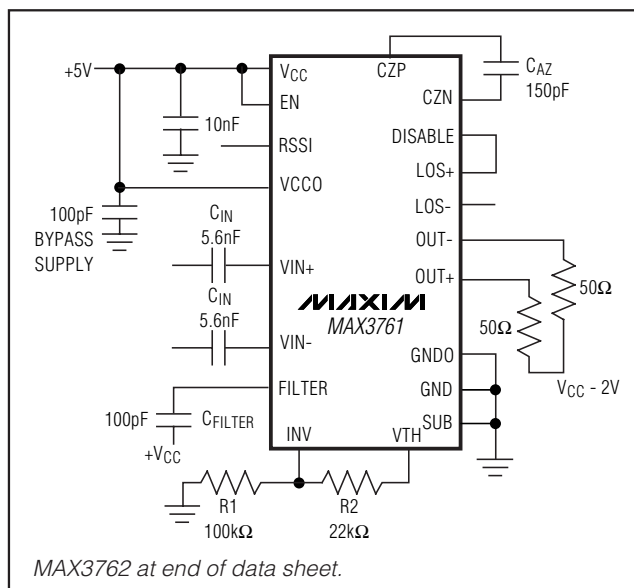 +5V
10nF
100pF
BYPASS
SUPPLY
CIN
5.6nF
CIN
5.6nF
100pF
CFILTER
+VCC
VCC
EN
RSSI
VCCO
VIN+
VIN-
FILTER
INV
VTH
CZP
CZN
DISABLE
LOS+
LOS-
OUT-
OUT+
GNDO
GND
SUB
MAXIM
MAX3761
CAZ
150pF
50Ω
50Ω
VCC - 2V
R1
100kΩ
R2
22kΩ
MAX3762 at end of data sheet.